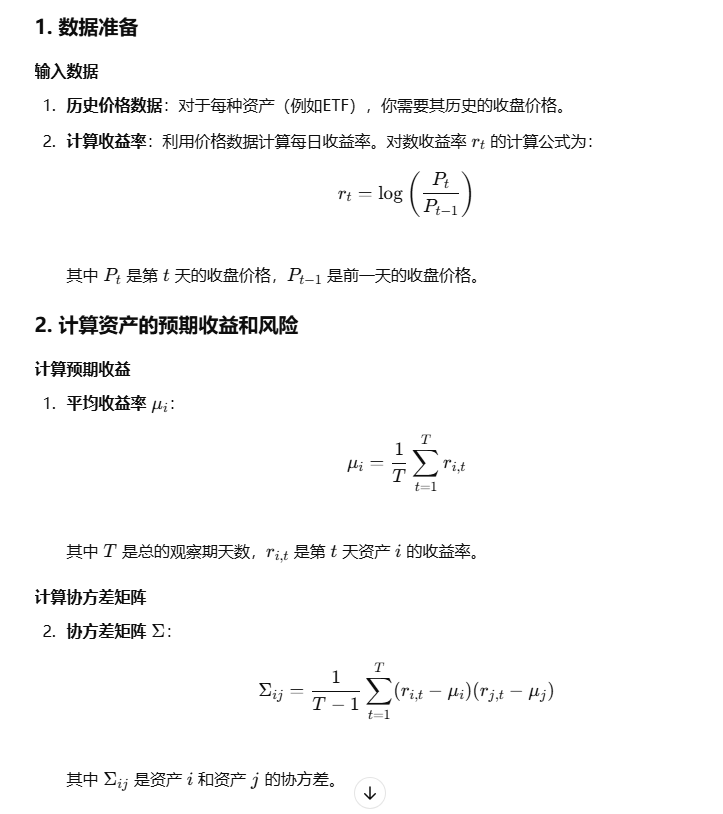 1. 数据准备
输入数据
1. 历史价格数据：对于每种资产（例如ETF），你需要其历史的收盘价格。
2. 计算收益率：利用价格数据计算每日收益率。对数收益率 $r_t$ 的计算公式为：
$r_t = \log\left(\frac{P_t}{P_{t-1}}\right)$
其中 $P_t$ 是第 $t$ 天的收盘价格，$P_{t-1}$ 是前一天的收盘价格。
2. 计算资产的预期收益和风险
计算预期收益
1. 平均收益率 $\mu_i$：
$\mu_i = \frac{1}{T} \sum_{t=1}^{T} r_{i,t}$
其中 $T$ 是总的观察期天数，$r_{i,t}$ 是第 $t$ 天资产 $i$ 的收益率。
计算协方差矩阵
2. 协方差矩阵 $\Sigma$：
$\Sigma_{ij} = \frac{1}{T-1} \sum_{t=1}^{T} (r_{i,t} - \mu_i)(r_{j,t} - \mu_j)$
其中 $\Sigma_{ij}$ 是资产 $i$ 和资产 $j$ 的协方差。